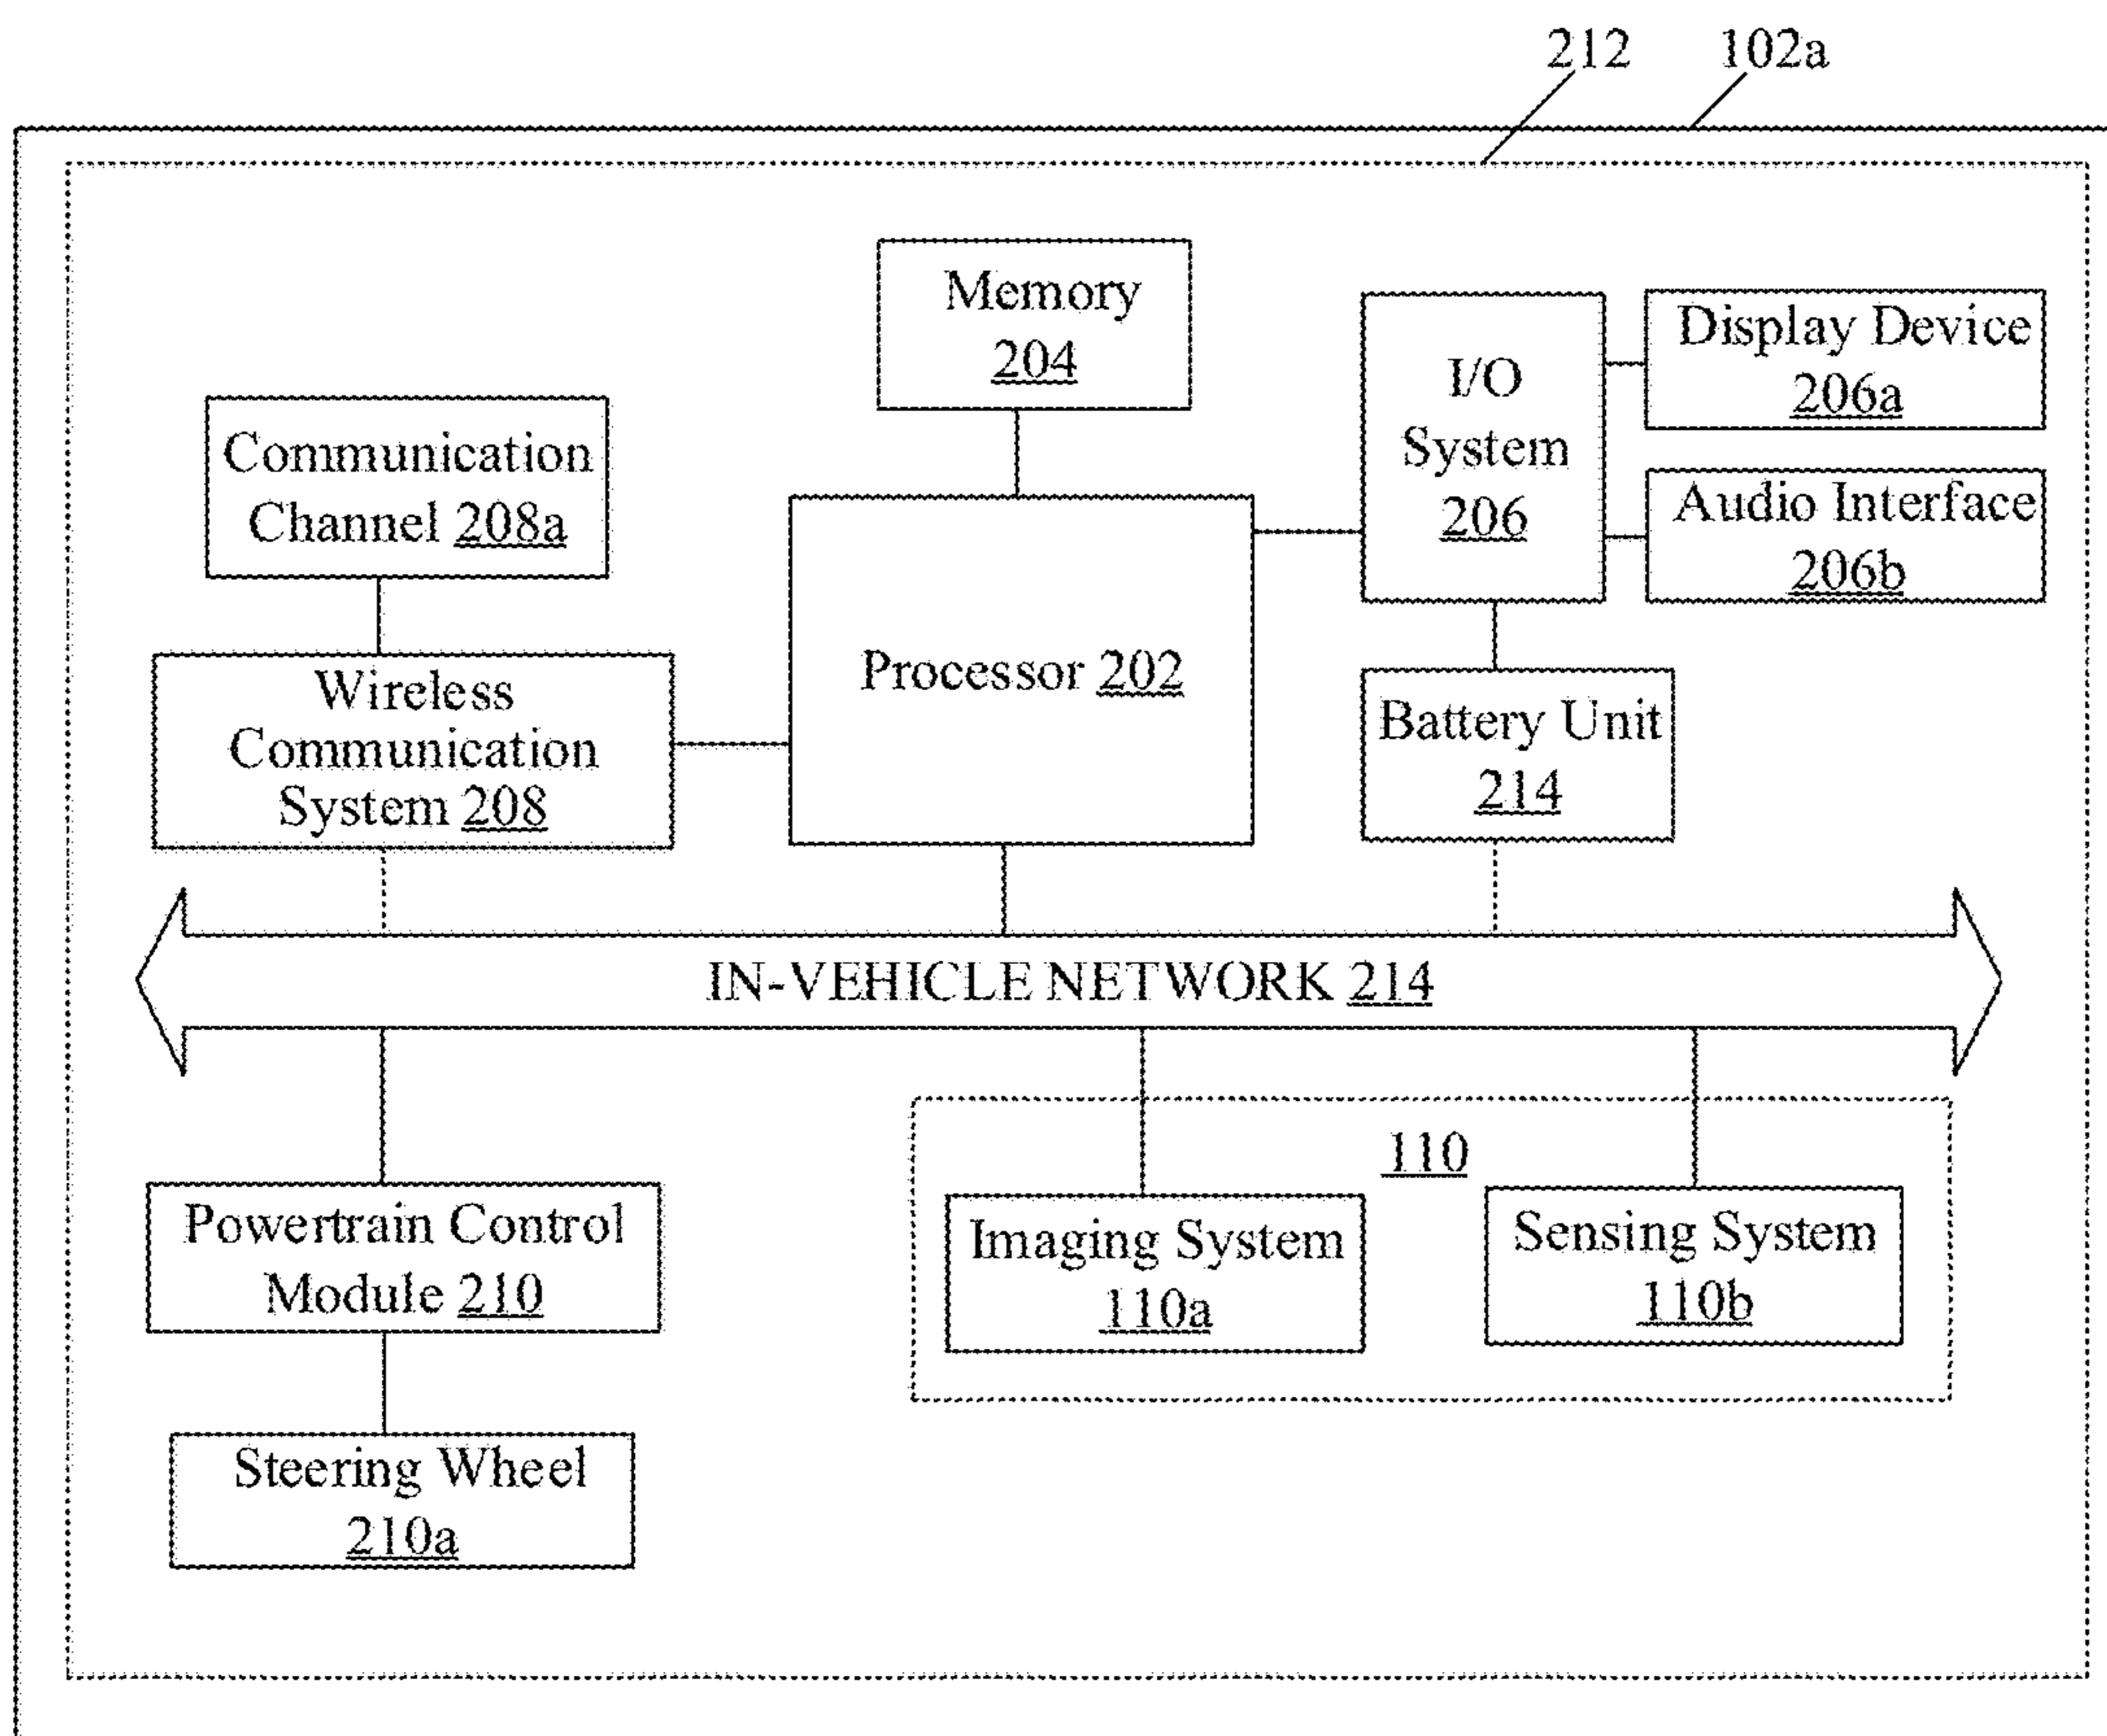 212
102a
Memory
204
I/O
System
206
Display Device
206a
Audio Interface
206b
Communication
Channel 208a
Processor 202
Wireless
Communication
System 208
Battery Unit
214
IN-VEHICLE NETWORK 214
110
Powertrain Control
Module 210
Imaging System
110a
Sensing System
110b
Steering Wheel
210a